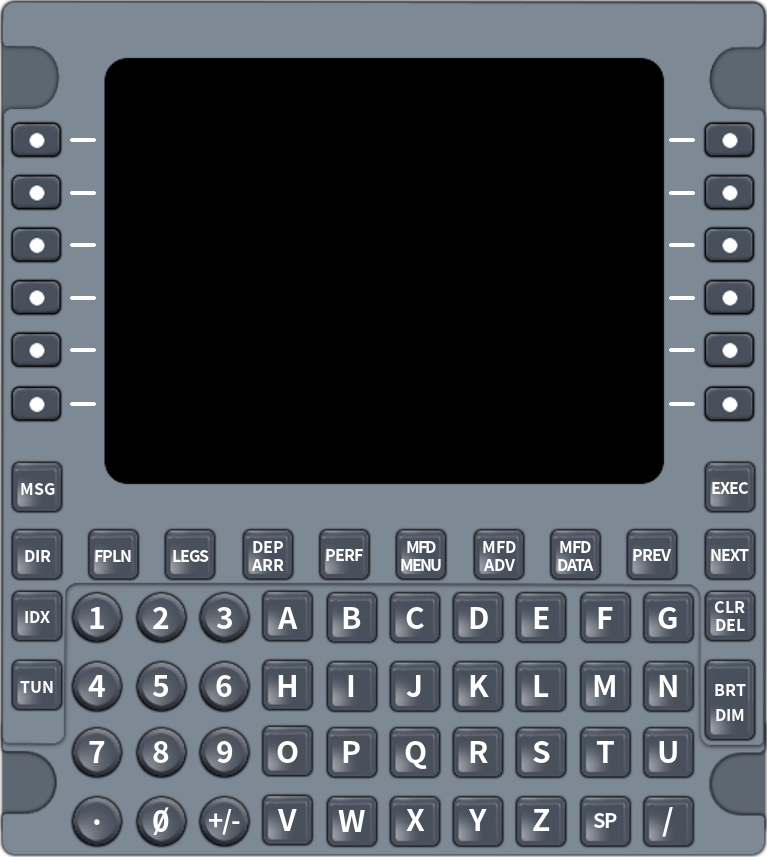 MSG
EXEC
DIR
FPLN
LEGS
DEP
ARR
PERF
MFD
MENU
MFD
ADV
MFD
DATA
PREV
NEXT
IDX
1 2 3 A B C D E F G
CLR
DEL
TUN
4 5 6 H I J K L M N
BRT
DIM
7 8 9 O P Q R S T U
. Ø +/- V W X Y Z SP /